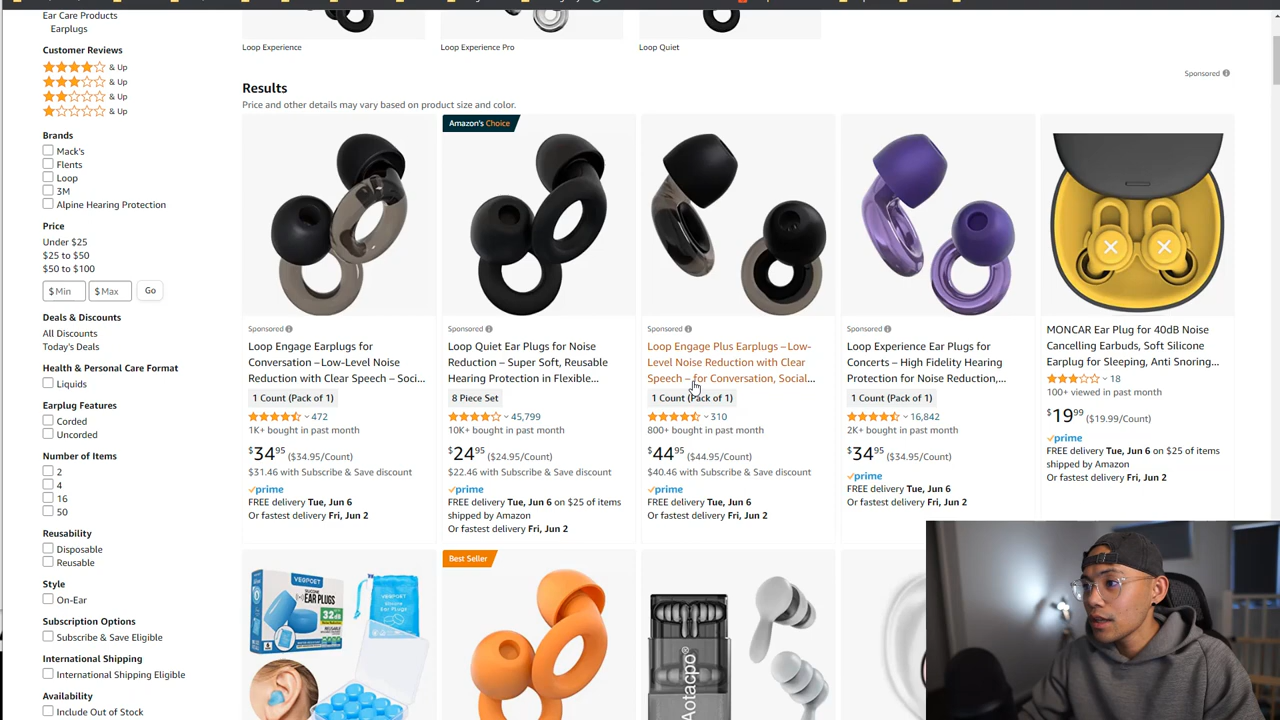 Ear Care Products
Earplugs
Customer Reviews
& Up
& Up
& Up
& Up
Brands
Mack's
Flents
Loop
3M
Alpine Hearing Protection
Price
Under $25
$25 to $50
$50 to $100
$ Min
$ Max
Go
Deals & Discounts
All Discounts
Today's Deals
Health & Personal Care Format
Liquids
Earplug Features
Corded
Uncorded
Number of Items
2
4
16
50
Reusability
Disposable
Reusable
Style
On-Ear
Subscription Options
Subscribe & Save Eligible
International Shipping
International Shipping Eligible
Availability
Include Out of Stock
Loop Experience
Loop Experience Pro
Loop Quiet
Sponsored
Results
Price and other details may vary based on product size and color.
Sponsored
Loop Engage Earplugs for
Conversation – Low-Level Noise
Reduction with Clear Speech – Soci...
1 Count (Pack of 1)
472
1K+ bought in past month
$34.95 ($34.95/Count)
$31.46 with Subscribe & Save discount
prime
FREE delivery Tue, Jun 6
Or fastest delivery Fri, Jun 2
Amazon's Choice
Sponsored
Loop Quiet Ear Plugs for Noise
Reduction – Super Soft, Reusable
Hearing Protection in Flexible...
8 Piece Set
45,799
10K+ bought in past month
$24.95 ($24.95/Count)
$22.46 with Subscribe & Save discount
prime
FREE delivery Tue, Jun 6 on $25 of items
shipped by Amazon
Or fastest delivery Fri, Jun 2
Sponsored
Loop Engage Plus Earplugs – Low-
Level Noise Reduction with Clear
Speech – for Conversation, Social...
1 Count (Pack of 1)
310
800+ bought in past month
$44.95 ($44.95/Count)
$40.46 with Subscribe & Save discount
prime
FREE delivery Tue, Jun 6
Or fastest delivery Fri, Jun 2
Sponsored
Loop Experience Ear Plugs for
Concerts – High Fidelity Hearing
Protection for Noise Reduction,...
1 Count (Pack of 1)
16,842
2K+ bought in past month
$34.95 ($34.95/Count)
prime
FREE delivery Tue, Jun 6
Or fastest delivery Fri, Jun 2
MONCAR Ear Plug for 40dB Noise
Cancelling Earbuds, Soft Silicone
Earplug for Sleeping, Anti Snoring...
18
100+ viewed in past month
$19.99 ($19.99/Count)
prime
FREE delivery Tue, Jun 6 on $25 of items
shipped by Amazon
Or fastest delivery Fri, Jun 2
VEGPOET
EAR PLUGS
32dB
Best Seller
Aotacpo®